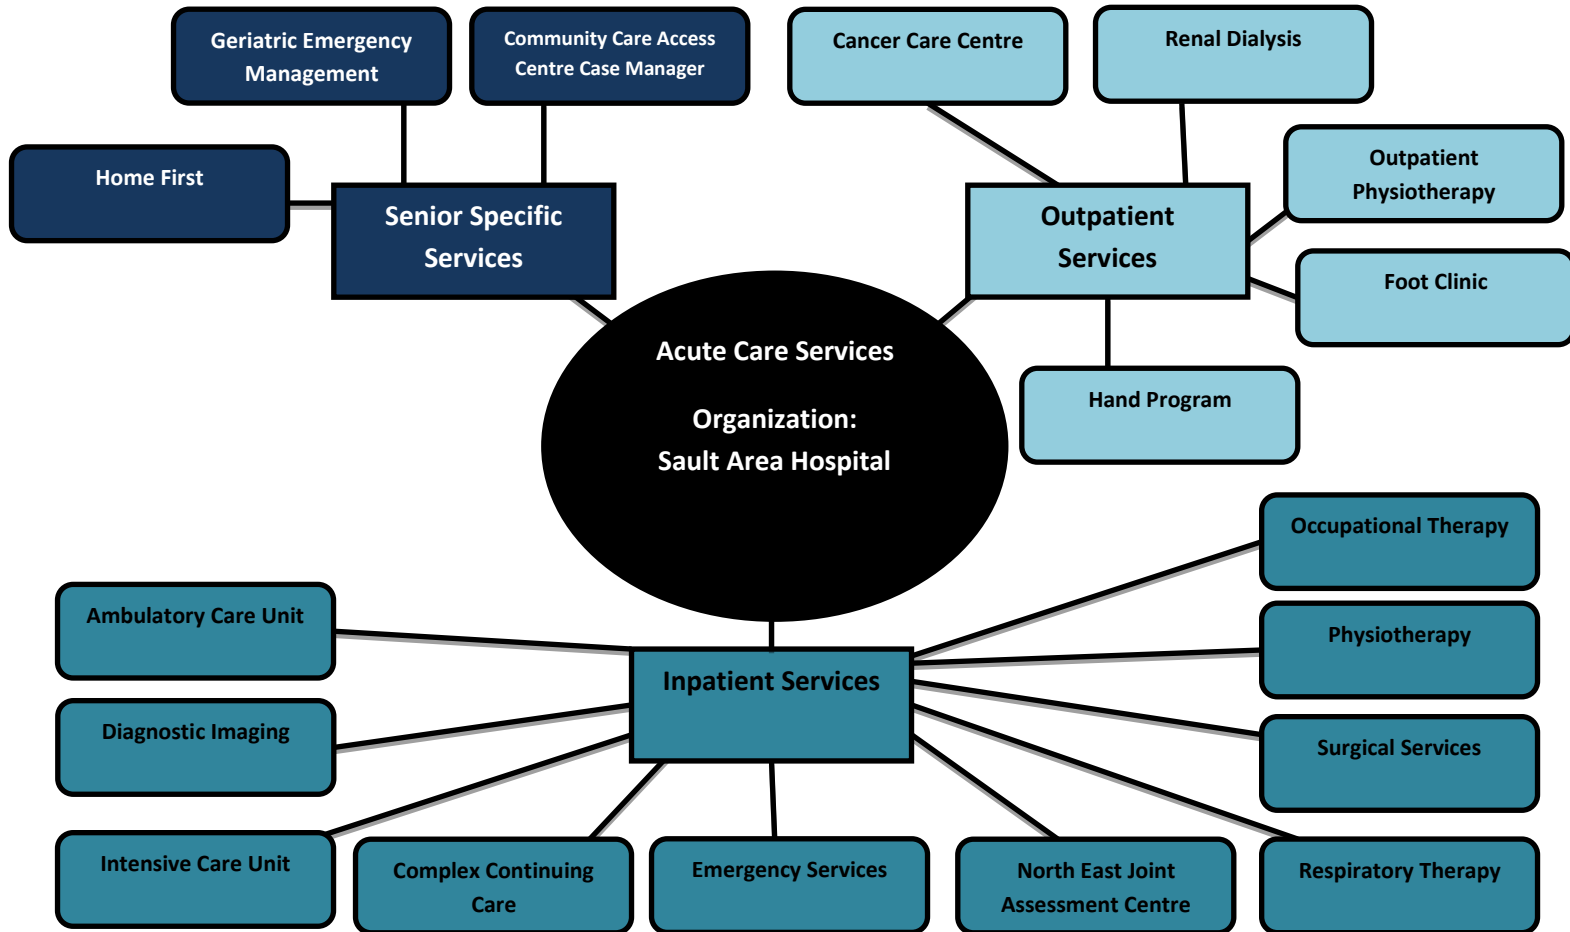 Geriatric Emergency
Management
Community Care Access
Centre Case Manager
Home First
Senior Specific
Services
Cancer Care Centre
Renal Dialysis
Outpatient
Physiotherapy
Outpatient
Services
Foot Clinic
Hand Program
Acute Care Services
Organization:
Sault Area Hospital
Inpatient Services
Ambulatory Care Unit
Diagnostic Imaging
Intensive Care Unit
Complex Continuing
Care
Emergency Services
North East Joint
Assessment Centre
Respiratory Therapy
Surgical Services
Physiotherapy
Occupational Therapy